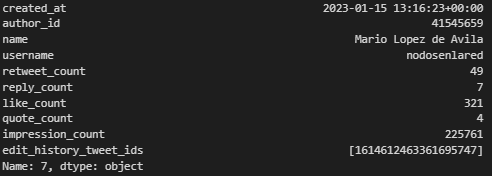 created_at 2023-01-15 13:16:23+00:00
author_id 41545659
name Mario Lopez de Avila
username nodosenlared
retweet_count 49
reply_count 7
like_count 321
quote_count 4
impression_count 225761
edit_history_tweet_ids [1614612463361695747]
Name: 7, dtype: object